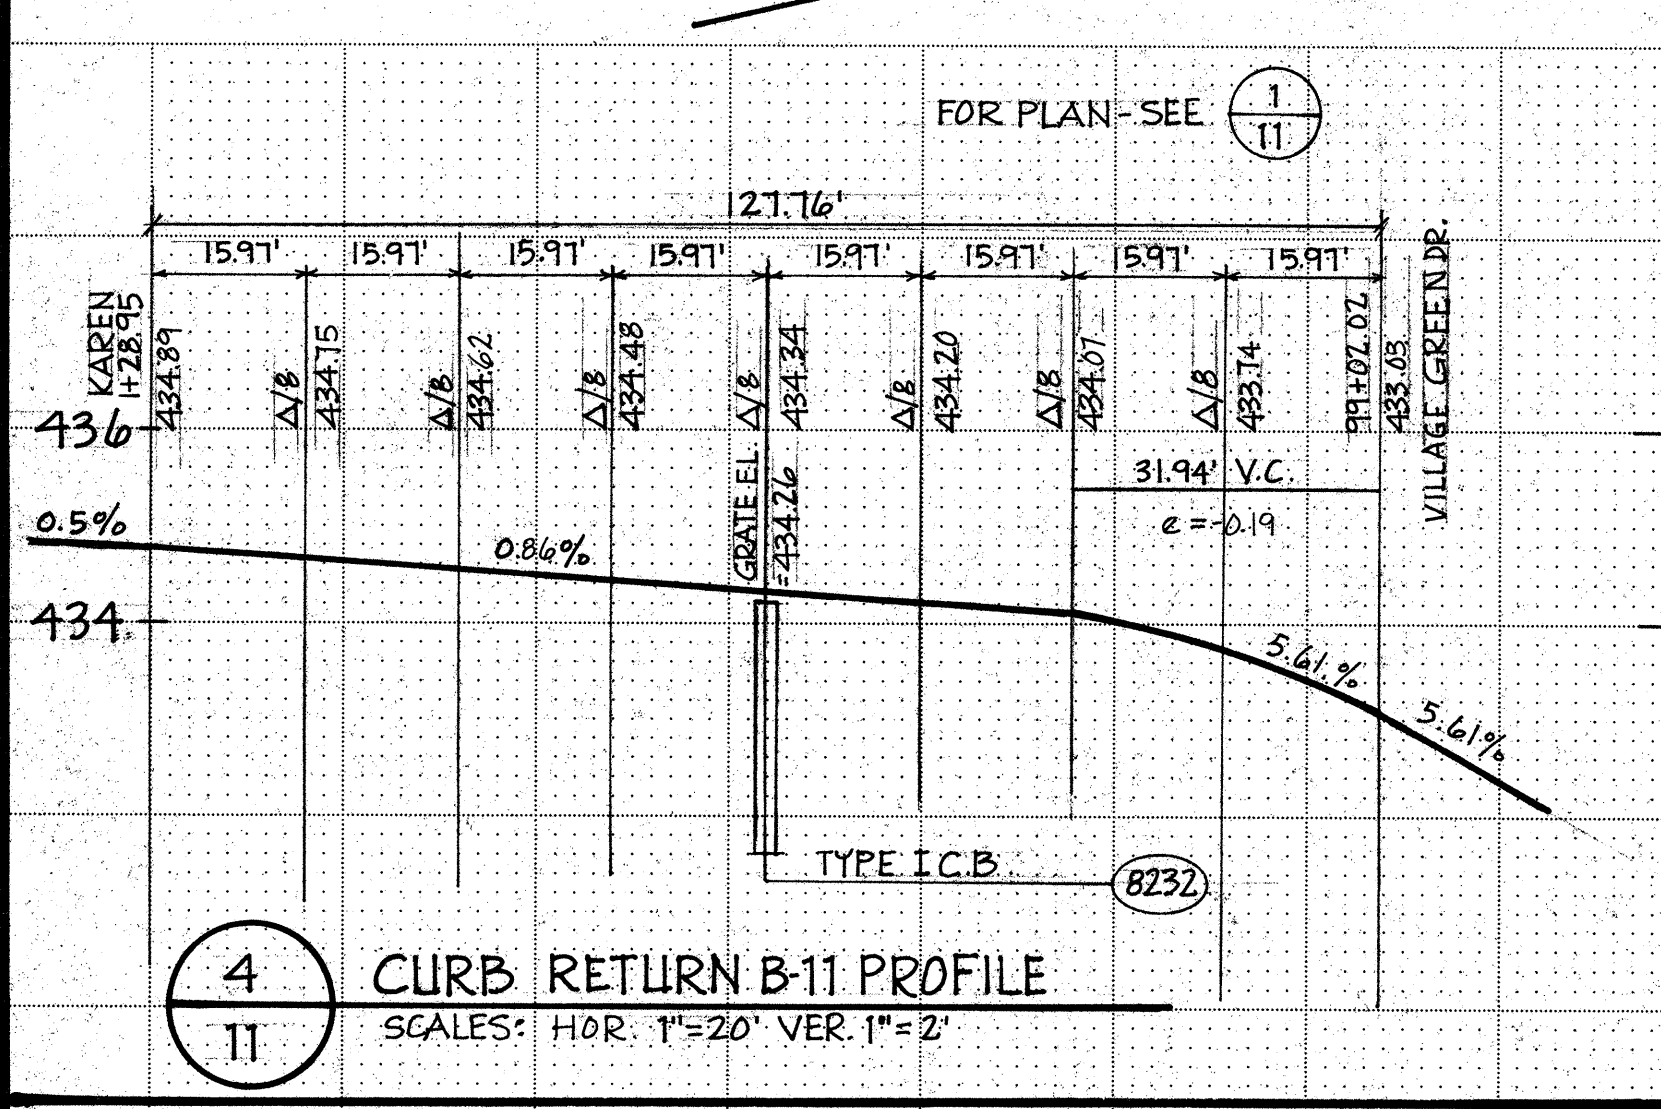 FOR PLAN - SEE 1/11
127.76'
15.97' 15.97' 15.97' 15.97' 15.97' 15.97' 15.97' 15.97'
KAREN
1+28.95
434.89
Δ/8
434.75
Δ/8
434.62
Δ/8
434.48
Δ/8
434.34
Δ/8
434.20
Δ/8
434.07
Δ/8
433.74
99+02.02
433.03
VILLAGE GREEN DR.
436
GRATE EL.
=434.26
31.94' V.C.
e = -0.19
0.5%
0.86%
434
5.61.%
5.61%
TYPE I C.B.
8232
4
11
CURB RETURN B-11 PROFILE
SCALES: HOR. 1"=20' VER. 1"=2'